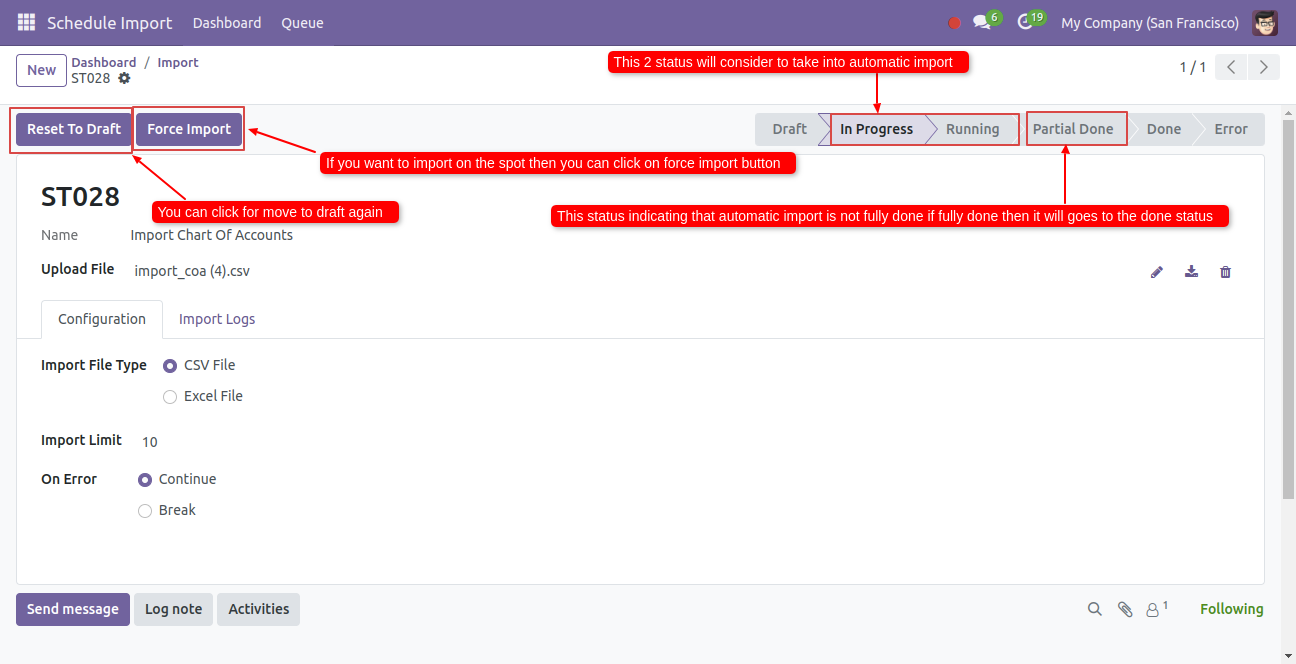 Schedule Import Dashboard Queue 6 19 My Company (San Francisco)
New Dashboard / Import
ST028
This 2 status will consider to take into automatic import
1 / 1
Reset To Draft Force Import
Draft In Progress Running Partial Done Done Error
If you want to import on the spot then you can click on force import button
ST028
You can click for move to draft again
This status indicating that automatic import is not fully done if fully done then it will goes to the done status
Name Import Chart Of Accounts
Upload File import_coa (4).csv
Configuration Import Logs
Import File Type CSV File
Excel File
Import Limit 10
On Error Continue
Break
Send message Log note Activities 1 Following